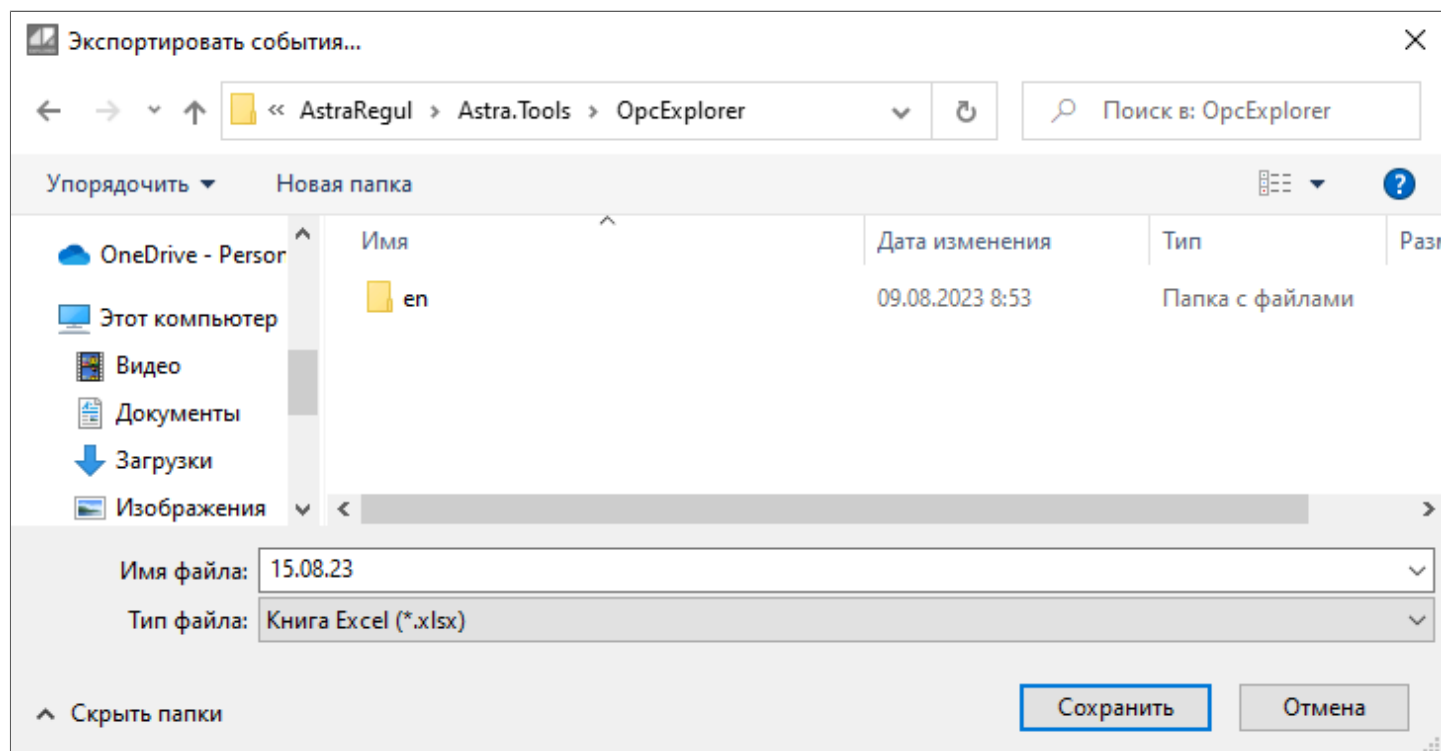 Экспортировать события...
« AstraRegul > Astra.Tools > OpcExplorer
Поиск в: OpcExplorer
Упорядочить
Новая папка
?
Имя
Дата изменения
Тип
Разм
OneDrive - Person
en
09.08.2023 8:53
Папка с файлами
Этот компьютер
Видео
Документы
Загрузки
Изображения
Имя файла: 15.08.23
Тип файла: Книга Excel (*.xlsx)
Скрыть папки
Сохранить
Отмена